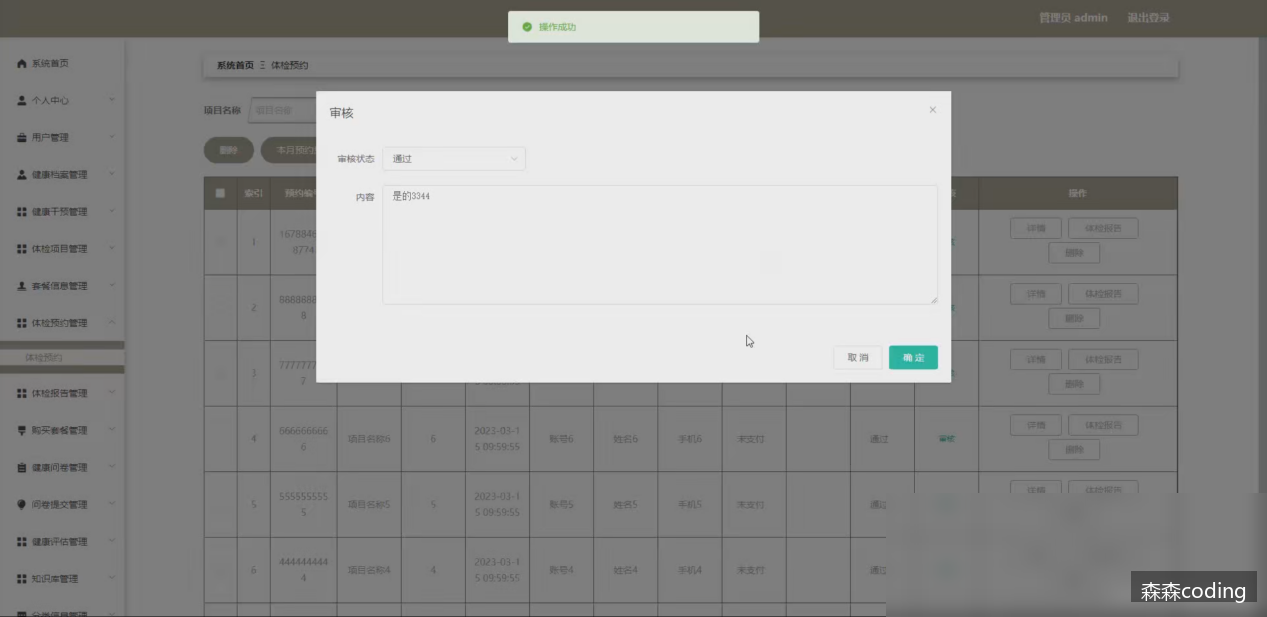 管理员 admin
退出登录
操作成功
系统首页
个人中心
用户管理
健康档案管理
健康干预管理
体检项目管理
套餐信息管理
体检预约管理
体检预约
体检报告管理
购买套餐管理
健康问卷管理
问卷提交管理
健康评估管理
知识库管理
系统首页 Ξ 体检预约
项目名称
项目名称
删除
本月预约
审核
审核状态 通过
内容 是的3344
取消 确定
索引 预约编 操作
1 详情 体检报告
删除
2 详情 体检报告
删除
详情 体检报告
删除
4 666666666
6 项目名称6 6 2023-03-1
5 09:59:55 账号6 姓名6 手机6 未支付 通过 审核 详情 体检报告
删除
5 555555555
5 项目名称5 5 2023-03-1
5 09:59:55 账号5 姓名5 手机5 未支付 通过 详情 体检报告
6 444444444
4 项目名称4 4 2023-03-1
5 09:59:55 账号4 姓名4 手机4 未支付 通过
森森coding